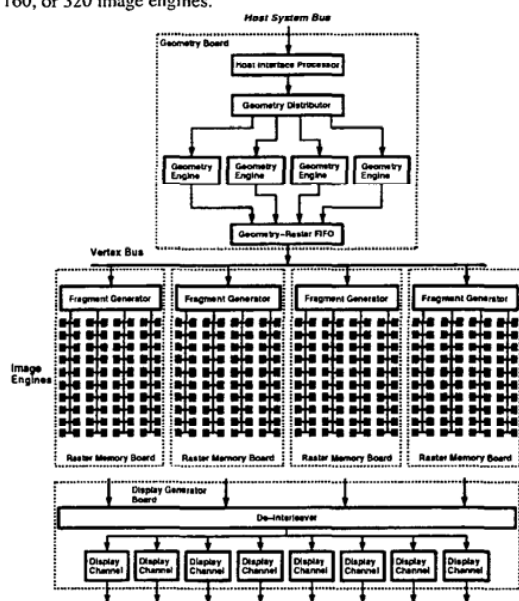 160, or 320 image engines.
Host System Bus
Geometry Board
Host Interface Processor
Geometry Distributor
Geometry Engine
Geometry Engine
Geometry Engine
Geometry Engine
Geometry-Raster FIFO
Vertex Bus
Fragment Generator
Fragment Generator
Fragment Generator
Fragment Generator
Image Engines
Raster Memory Board
Raster Memory Board
Raster Memory Board
Raster Memory Board
Display Generator Board
De-Interleaver
Display Channel
Display Channel
Display Channel
Display Channel
Display Channel
Display Channel
Display Channel
Display Channel